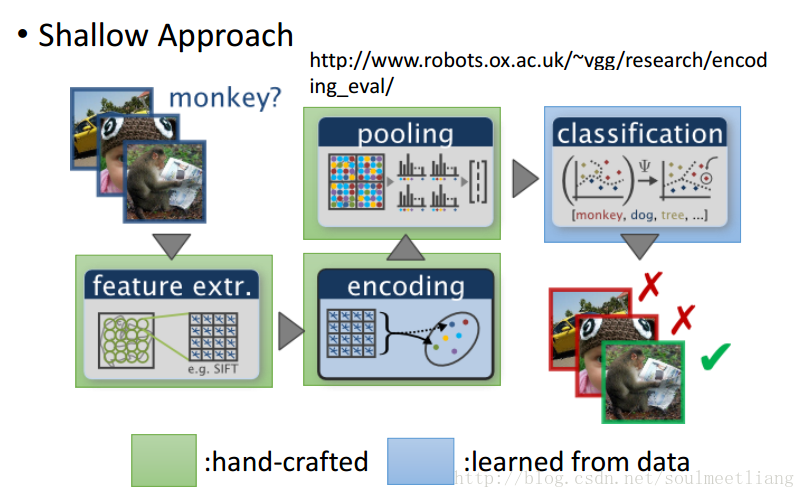 • Shallow Approach
http://www.robots.ox.ac.uk/~vgg/research/encod
ing_eval/
monkey?
pooling
classification
Ψ
[monkey, dog, tree, ...]
feature extr.
e.g. SIFT
encoding
:hand-crafted
:learned from data
http://blog.csdn.net/soulmeetliang